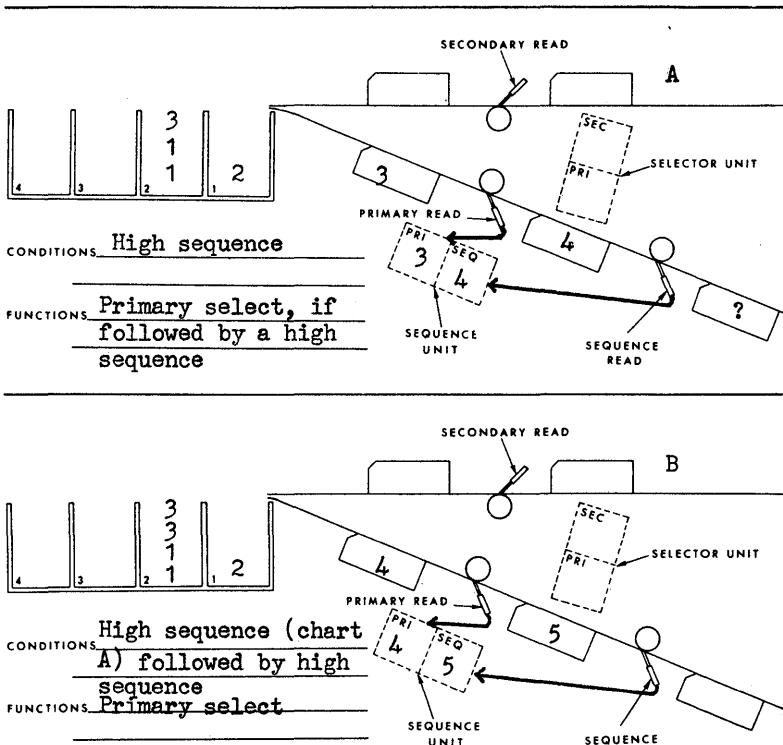 SECONDARY READ
A
SEC
PRI
SELECTOR UNIT
3
1
1
2
4
3
2
1
3
PRIMARY READ
4
PRI
SEQ
3
4
?
SEQUENCE
UNIT
SEQUENCE
READ
CONDITIONS High sequence
FUNCTIONS Primary select, if
followed by a high
sequence
SECONDARY READ
B
SEC
PRI
SELECTOR UNIT
3
3
1
1
2
4
3
2
1
4
PRIMARY READ
5
PRI
SEQ
4
5
SEQUENCE
UNIT
SEQUENCE
CONDITIONS High sequence (chart
A) followed by high
sequence
FUNCTIONS Primary select